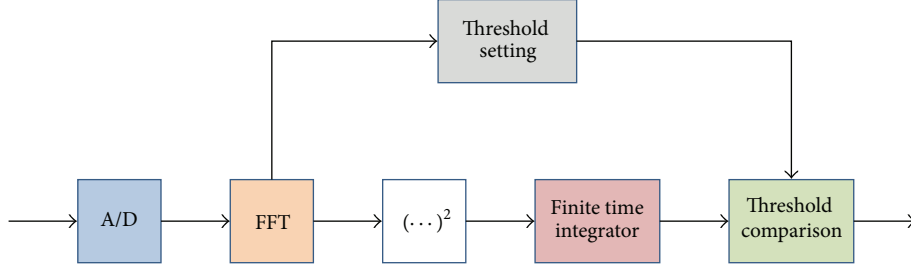 Threshold
setting
A/D
FFT
(⋯)²
Finite time
integrator
Threshold
comparison